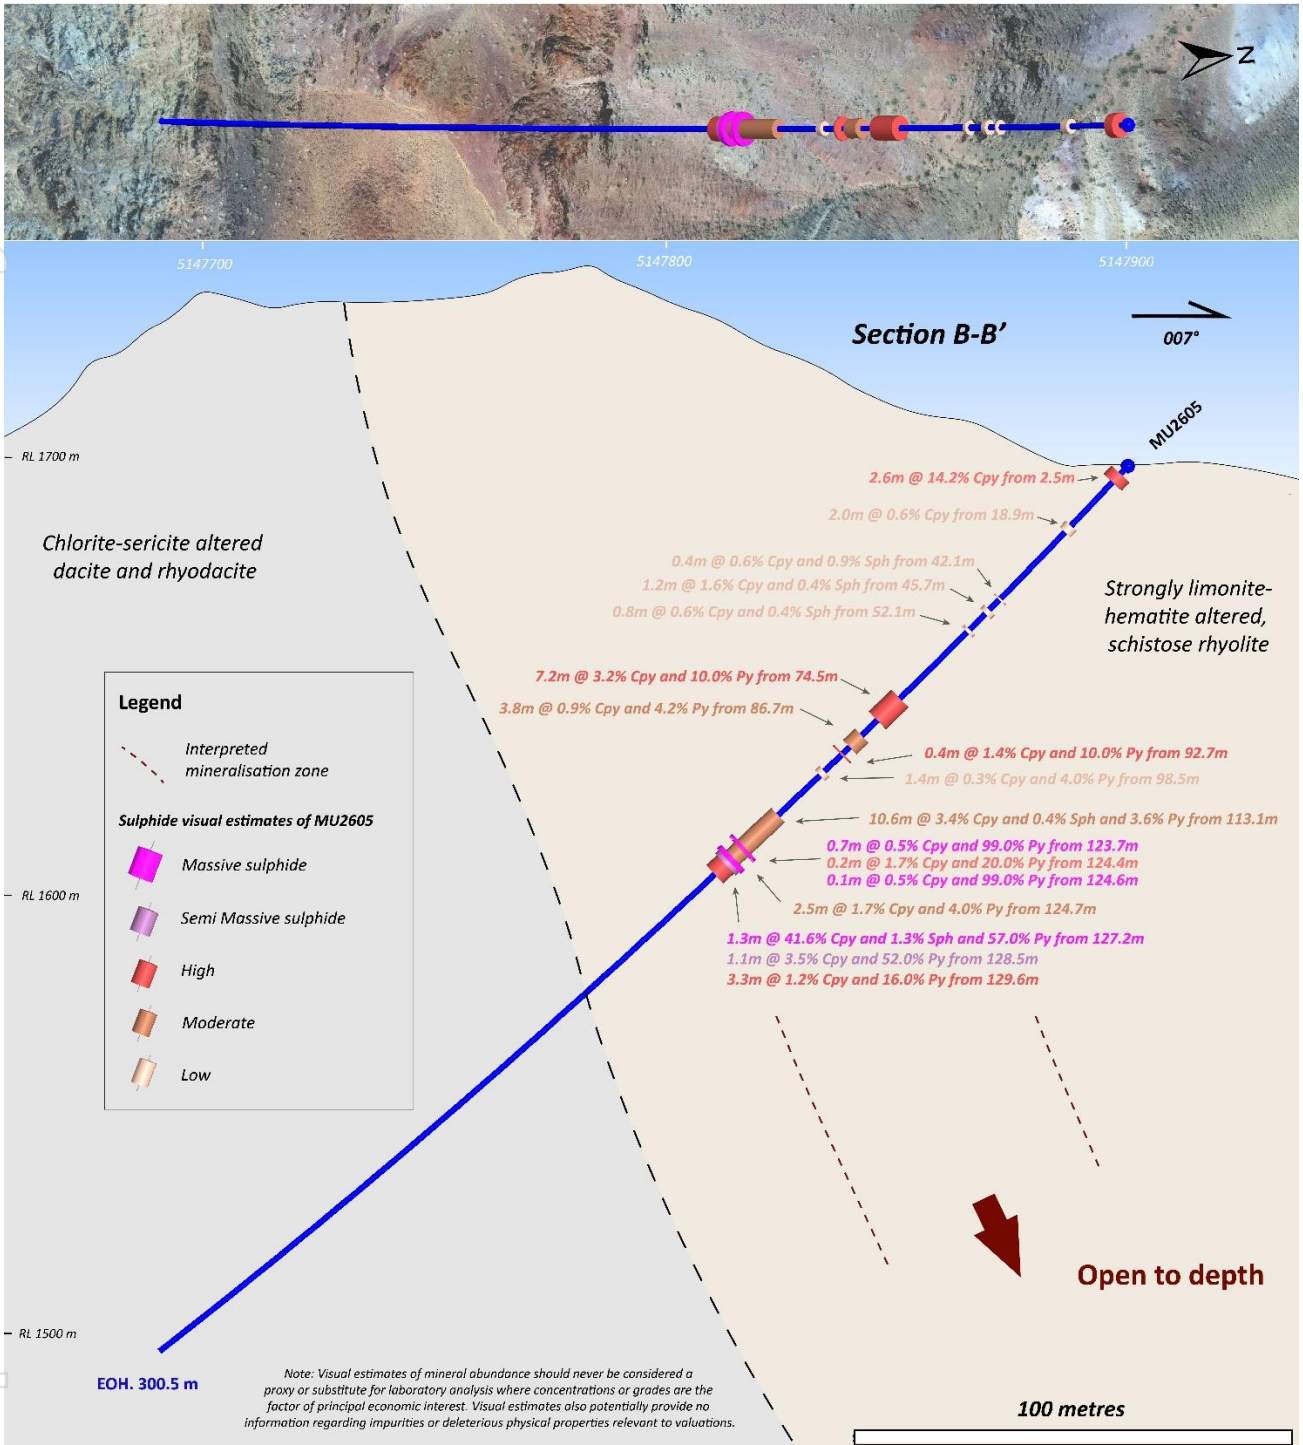 Z
5147700
5147800
5147900
Section B-B'
007°
MU2605
RL 1700 m
2.6m @ 14.2% Cpy from 2.5m
2.0m @ 0.6% Cpy from 18.9m
Chlorite-sericite altered
dacite and rhyodacite
0.4m @ 0.6% Cpy and 0.9% Sph from 42.1m
1.2m @ 1.6% Cpy and 0.4% Sph from 45.7m
0.8m @ 0.6% Cpy and 0.4% Sph from 52.1m
Strongly limonite-
hematite altered,
schistose rhyolite
7.2m @ 3.2% Cpy and 10.0% Py from 74.5m
3.8m @ 0.9% Cpy and 4.2% Py from 86.7m
0.4m @ 1.4% Cpy and 10.0% Py from 92.7m
1.4m @ 0.3% Cpy and 4.0% Py from 98.5m
10.6m @ 3.4% Cpy and 0.4% Sph and 3.6% Py from 113.1m
0.7m @ 0.5% Cpy and 99.0% Py from 123.7m
0.2m @ 1.7% Cpy and 20.0% Py from 124.4m
0.1m @ 0.5% Cpy and 99.0% Py from 124.6m
2.5m @ 1.7% Cpy and 4.0% Py from 124.7m
1.3m @ 41.6% Cpy and 1.3% Sph and 57.0% Py from 127.2m
1.1m @ 3.5% Cpy and 52.0% Py from 128.5m
3.3m @ 1.2% Cpy and 16.0% Py from 129.6m
Legend
Interpreted
mineralisation zone
Sulphide visual estimates of MU2605
Massive sulphide
Semi Massive sulphide
High
Moderate
Low
RL 1600 m
Open to depth
RL 1500 m
EOH. 300.5 m
Note: Visual estimates of mineral abundance should never be considered a
proxy or substitute for laboratory analysis where concentrations or grades are the
factor of principal economic interest. Visual estimates also potentially provide no
information regarding impurities or deleterious physical properties relevant to valuations.
100 metres